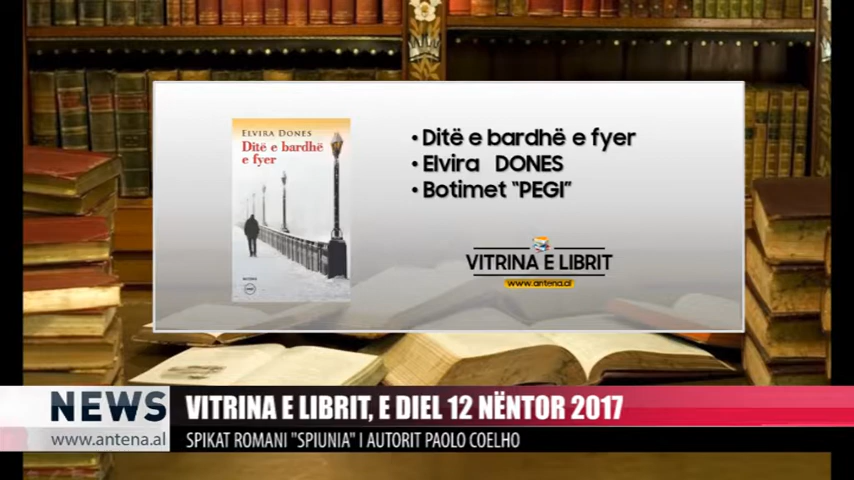 ELVIRA DONES
Ditë e bardhë
e fyer
• Ditë e bardhë e fyer
• Elvira DONES
• Botimet "PEGI"
VITRINA E LIBRIT
www.antena.al
NEWS
www.antena.al
VITRINA E LIBRIT, E DIEL 12 NËNTOR 2017
SPIKAT ROMANI "SPIUNIA" I AUTORIT PAOLO COELHO